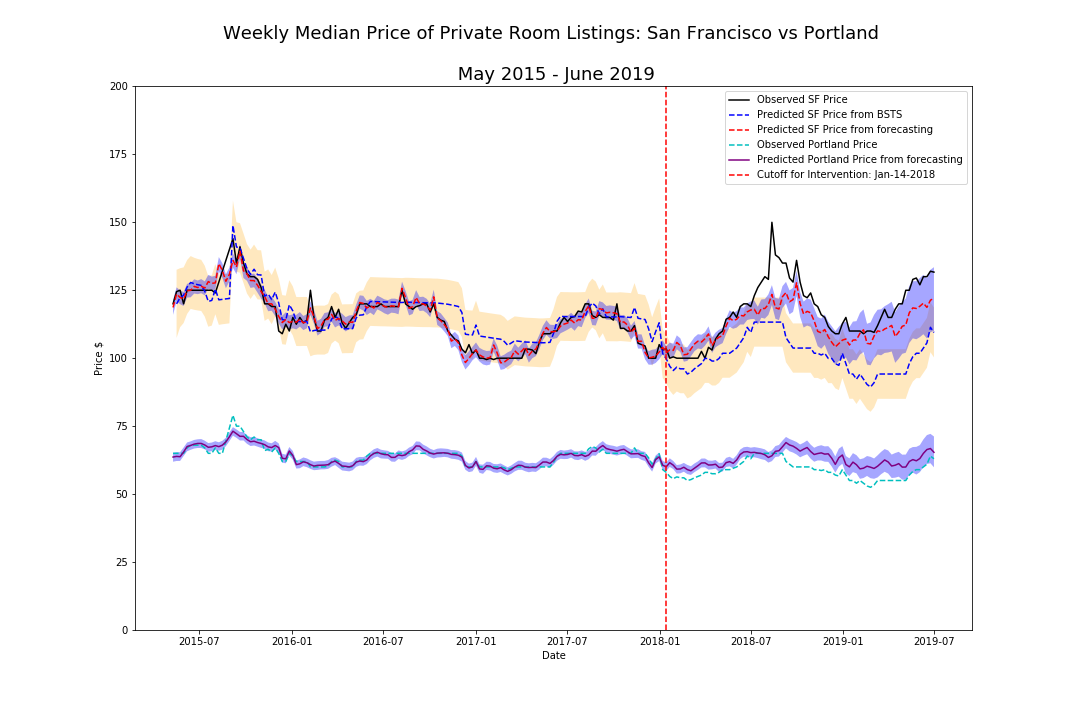 Weekly Median Price of Private Room Listings: San Francisco vs Portland
May 2015 - June 2019
Observed SF Price
Predicted SF Price from BSTS
Predicted SF Price from forecasting
Observed Portland Price
Predicted Portland Price from forecasting
Cutoff for Intervention: Jan-14-2018
200
175
150
125
100
75
50
25
0
Price $
2015-07 2016-01 2016-07 2017-01 2017-07 2018-01 2018-07 2019-01 2019-07
Date